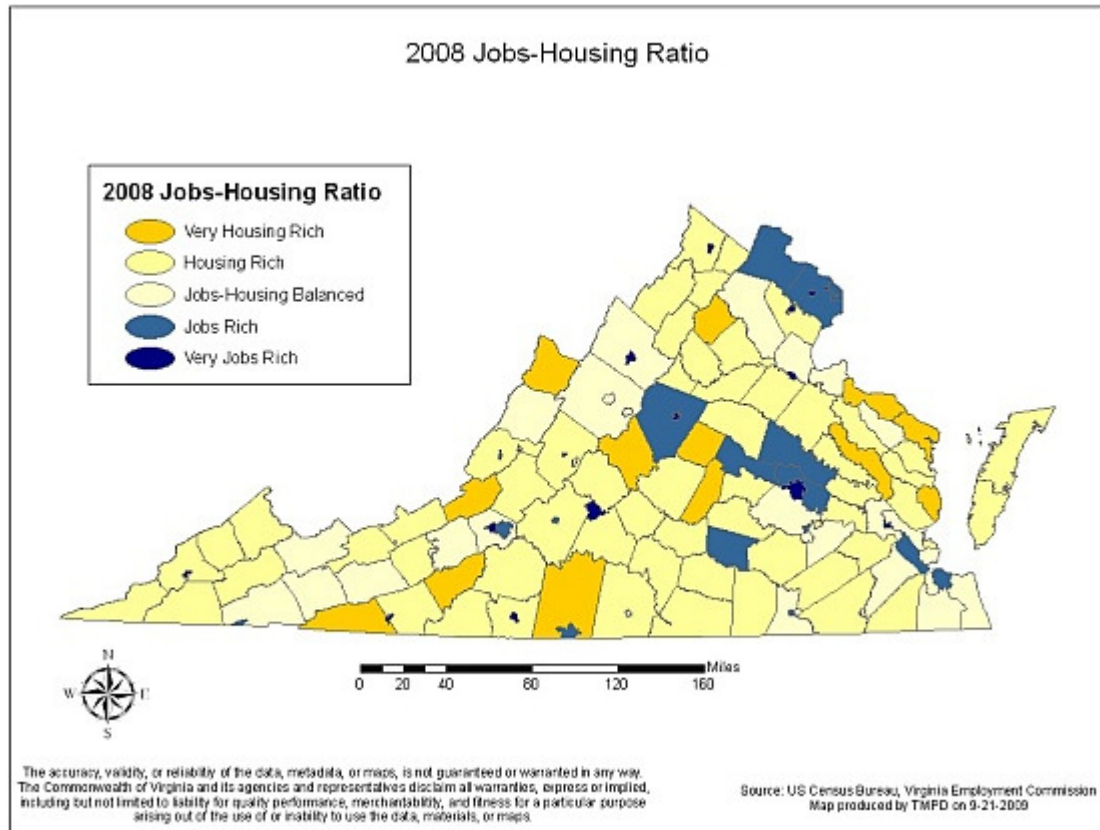 2008 Jobs-Housing Ratio
2008 Jobs-Housing Ratio
Very Housing Rich
Housing Rich
Jobs-Housing Balanced
Jobs Rich
Very Jobs Rich
N
W E
S
Miles
0 20 40 80 120 160
The accuracy, validity, or reliability of the data, metadata, or maps, is not guaranteed or warranted in any way.
The Commonwealth of Virginia and its agencies and representatives disclaim all warranties, express or implied,
including but not limited to liability for quality performance, merchantability, and fitness for a particular purpose
arising out of the use of or inability to use the data, materials, or maps.
Source: US Census Bureau, Virginia Employment Commission
Map produced by TMPD on 9-21-2009